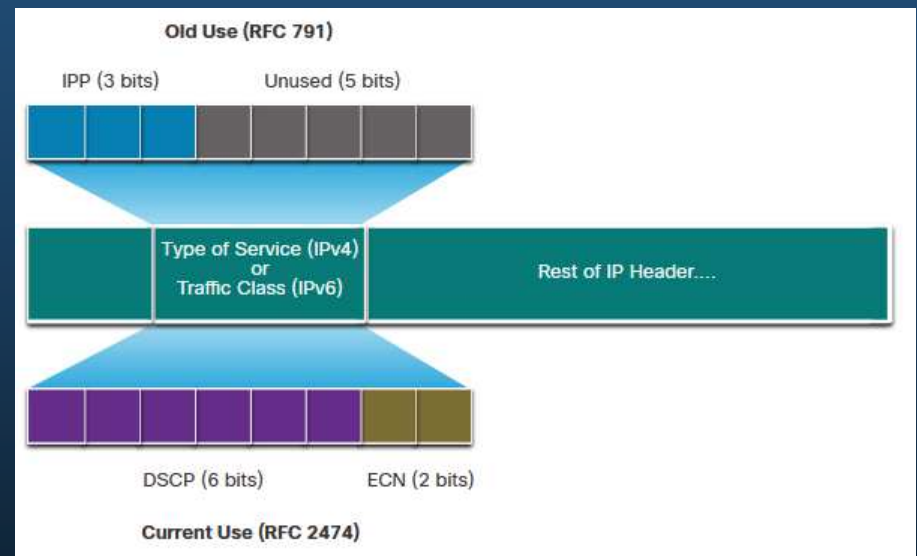 Old Use (RFC 791)
IPP (3 bits)
Unused (5 bits)
Type of Service (IPv4)
or
Traffic Class (IPv6)
Rest of IP Header....
DSCP (6 bits)
ECN (2 bits)
Current Use (RFC 2474)